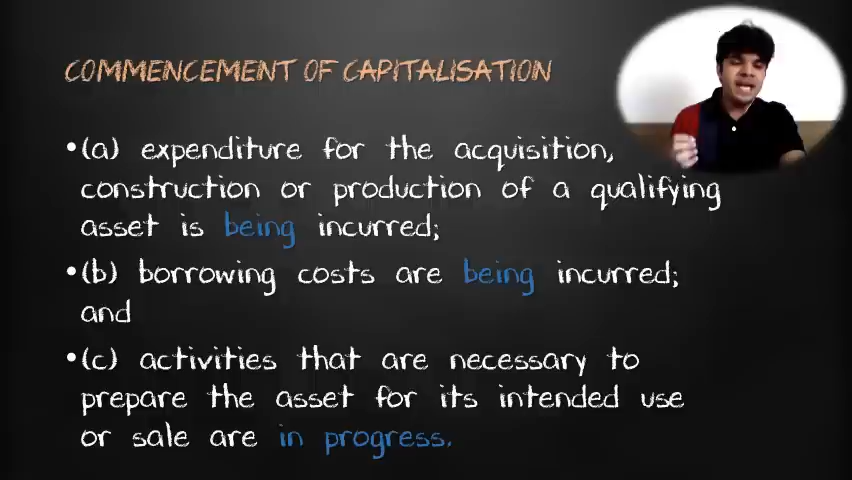 COMMENCEMENT OF CAPITALISATION
•(a) expenditure for the acquisition,
construction or production of a qualifying
asset is being incurred;
•(b) borrowing costs are being incurred;
and
•(c) activities that are necessary to
prepare the asset for its intended use
or sale are in progress.